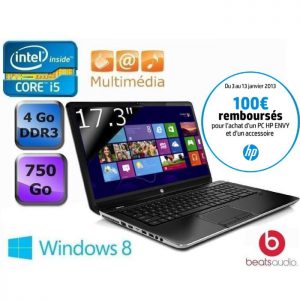 intel inside™
CORE i5
Multimédia
Du 3 au 13 janvier 2013
100€
remboursés
pour l'achat d'un PC HP ENVY
et d'un accessoire
hp
4 Go
DDR3
17.3"
750
Go
Windows 8
beatsaudio